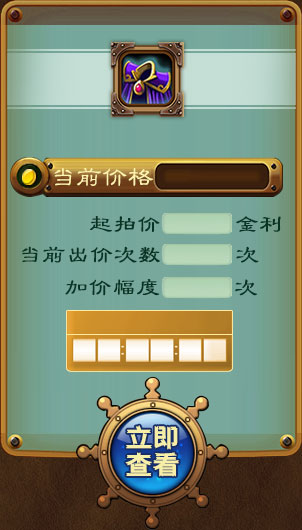 当前价格
起拍价 金利
当前出价次数 次
加价幅度 次
: :
立即
查看